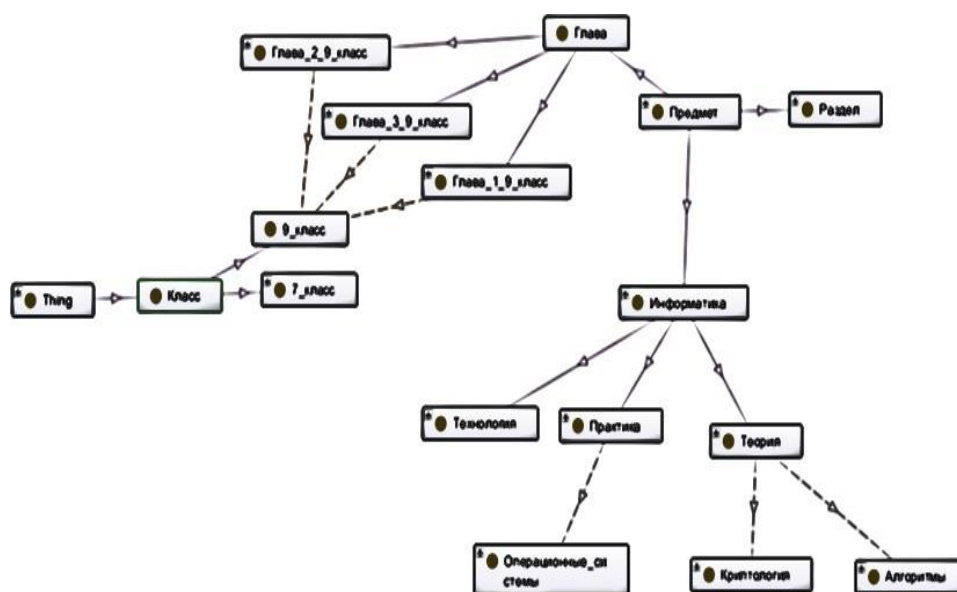 Глава
Глава_2_9_класс
Предмет
Раздел
Глава_3_9_класс
Глава_1_9_класс
9_класс
Thing
Класс
7_класс
Информатика
Технология
Практика
Теория
Операционные_си
стемы
Криптология
Алгоритмы